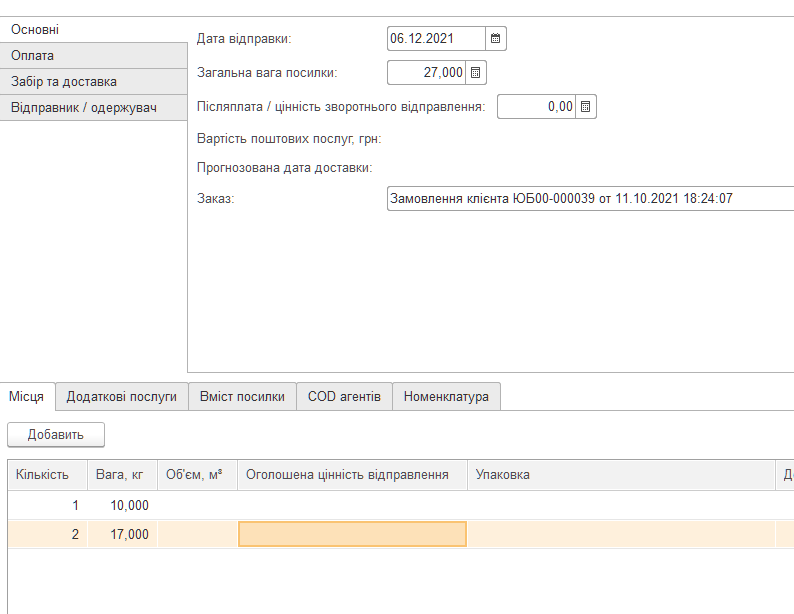 Основні
Оплата
Забір та доставка
Відправник / одержувач
Дата відправки: 06.12.2021
Загальна вага посилки: 27,000
Післяплата / цінність зворотнього відправлення: 0,00
Вартість поштових послуг, грн:
Прогнозована дата доставки:
Заказ: Замовлення клієнта ЮБ00-000039 от 11.10.2021 18:24:07
Місця Додаткові послуги Вміст посилки COD агентів Номенклатура
Добавить
Кількість Вага, кг Об'єм, м³ Оголошена цінність відправлення Упаковка
1 10,000
2 17,000